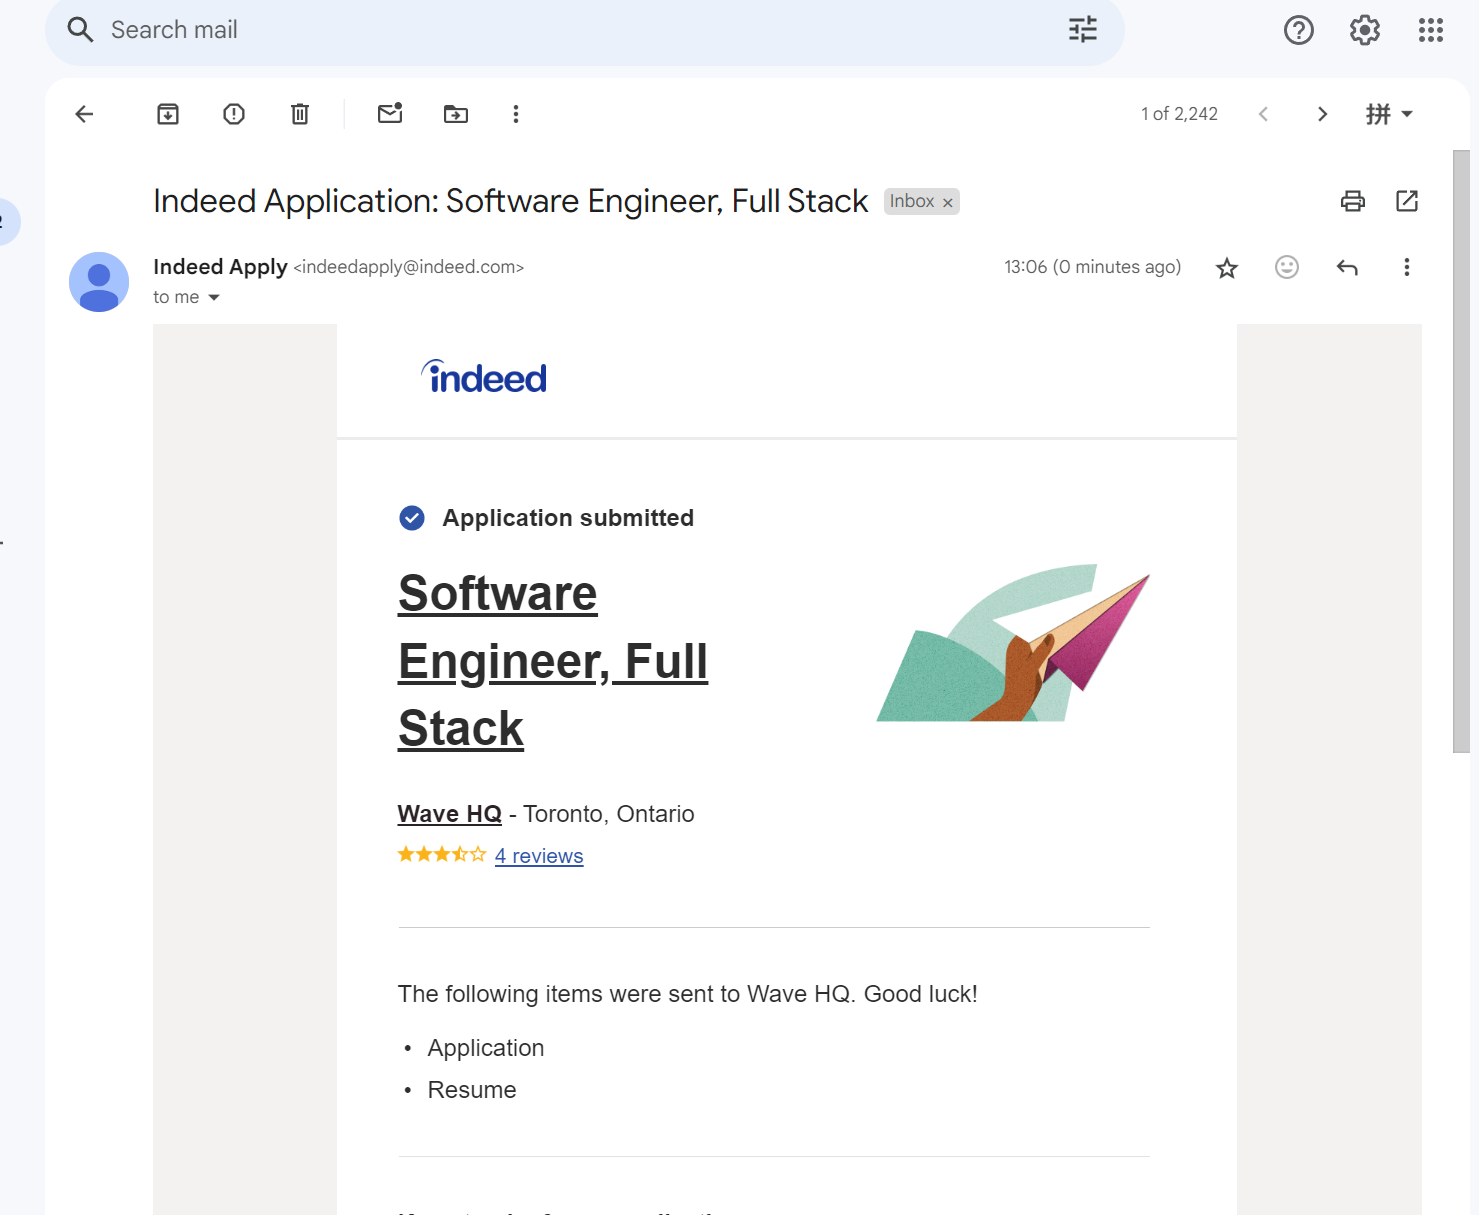 Search mail
1 of 2,242
拼
Indeed Application: Software Engineer, Full Stack
Inbox ×
Indeed Apply <indeedapply@indeed.com>
13:06 (0 minutes ago)
to me
indeed
Application submitted
Software
Engineer, Full
Stack
Wave HQ - Toronto, Ontario
4 reviews
The following items were sent to Wave HQ. Good luck!
• Application
• Resume